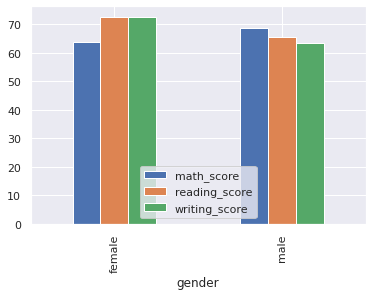 70
60
50
40
30
20
10
0
math_score
reading_score
writing_score
female
male
gender